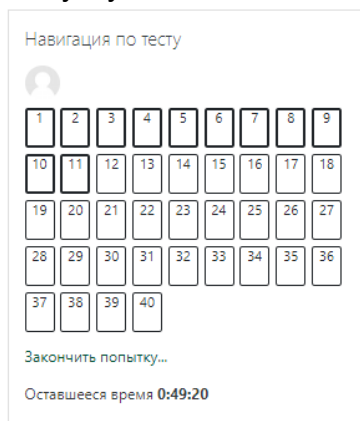 Навигация по тесту
1 2 3 4 5 6 7 8 9
10 11 12 13 14 15 16 17 18
19 20 21 22 23 24 25 26 27
28 29 30 31 32 33 34 35 36
37 38 39 40
Закончить попытку...
Оставшееся время 0:49:20